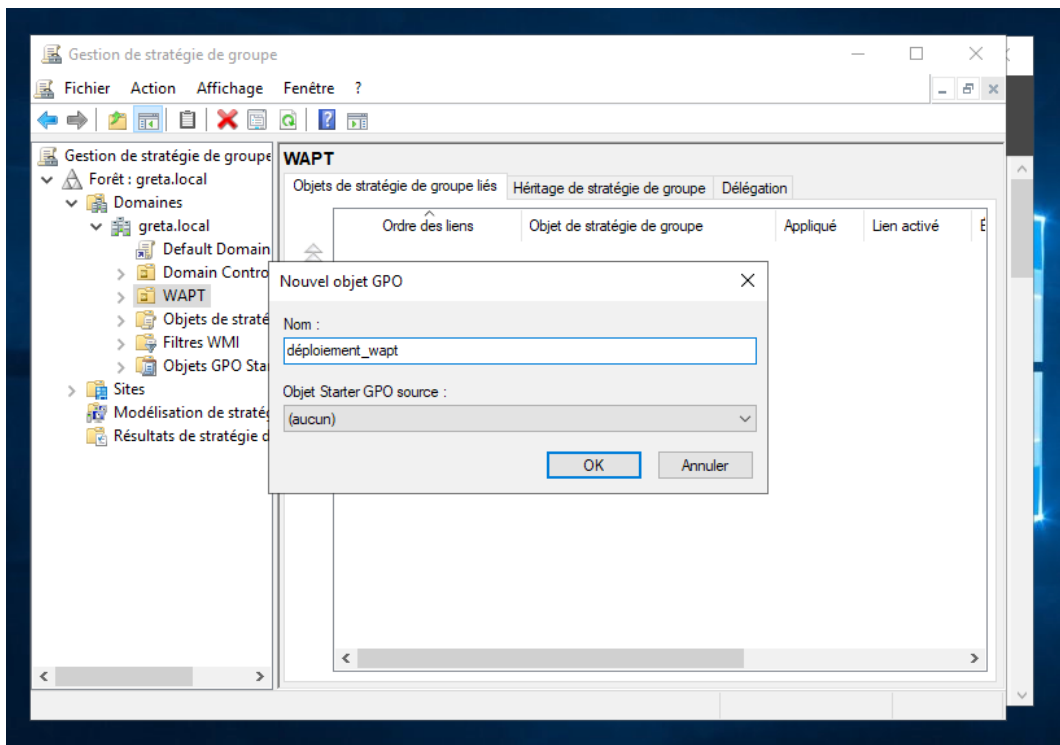 Gestion de stratégie de groupe
Fichier Action Affichage Fenêtre ?
Gestion de stratégie de groupe
Forêt : greta.local
Domaines
greta.local
Default Domain
Domain Contro
WAPT
Objets de straté
Filtres WMI
Objets GPO Sta
Sites
Modélisation de straté
Résultats de stratégie d
WAPT
Objets de stratégie de groupe liés Héritage de stratégie de groupe Délégation
Ordre des liens Objet de stratégie de groupe Appliqué Lien activé É
Nouvel objet GPO
Nom :
déploiement_wapt
Objet Starter GPO source :
(aucun)
OK Annuler